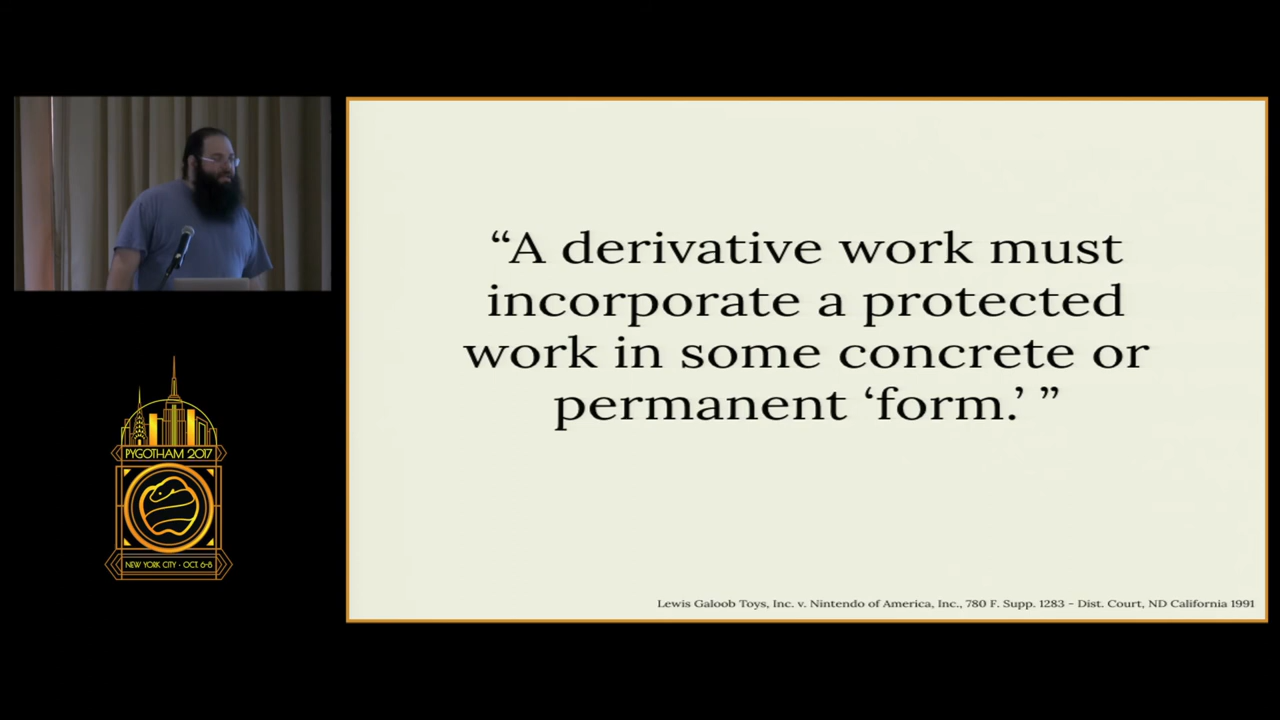 “A derivative work must
incorporate a protected
work in some concrete or
permanent ‘form.’ ”
Lewis Galoob Toys, Inc. v. Nintendo of America, Inc., 780 F. Supp. 1283 - Dist. Court, ND California 1991
PYGOTHAM 2017
NEW YORK CITY • OCT. 6-8